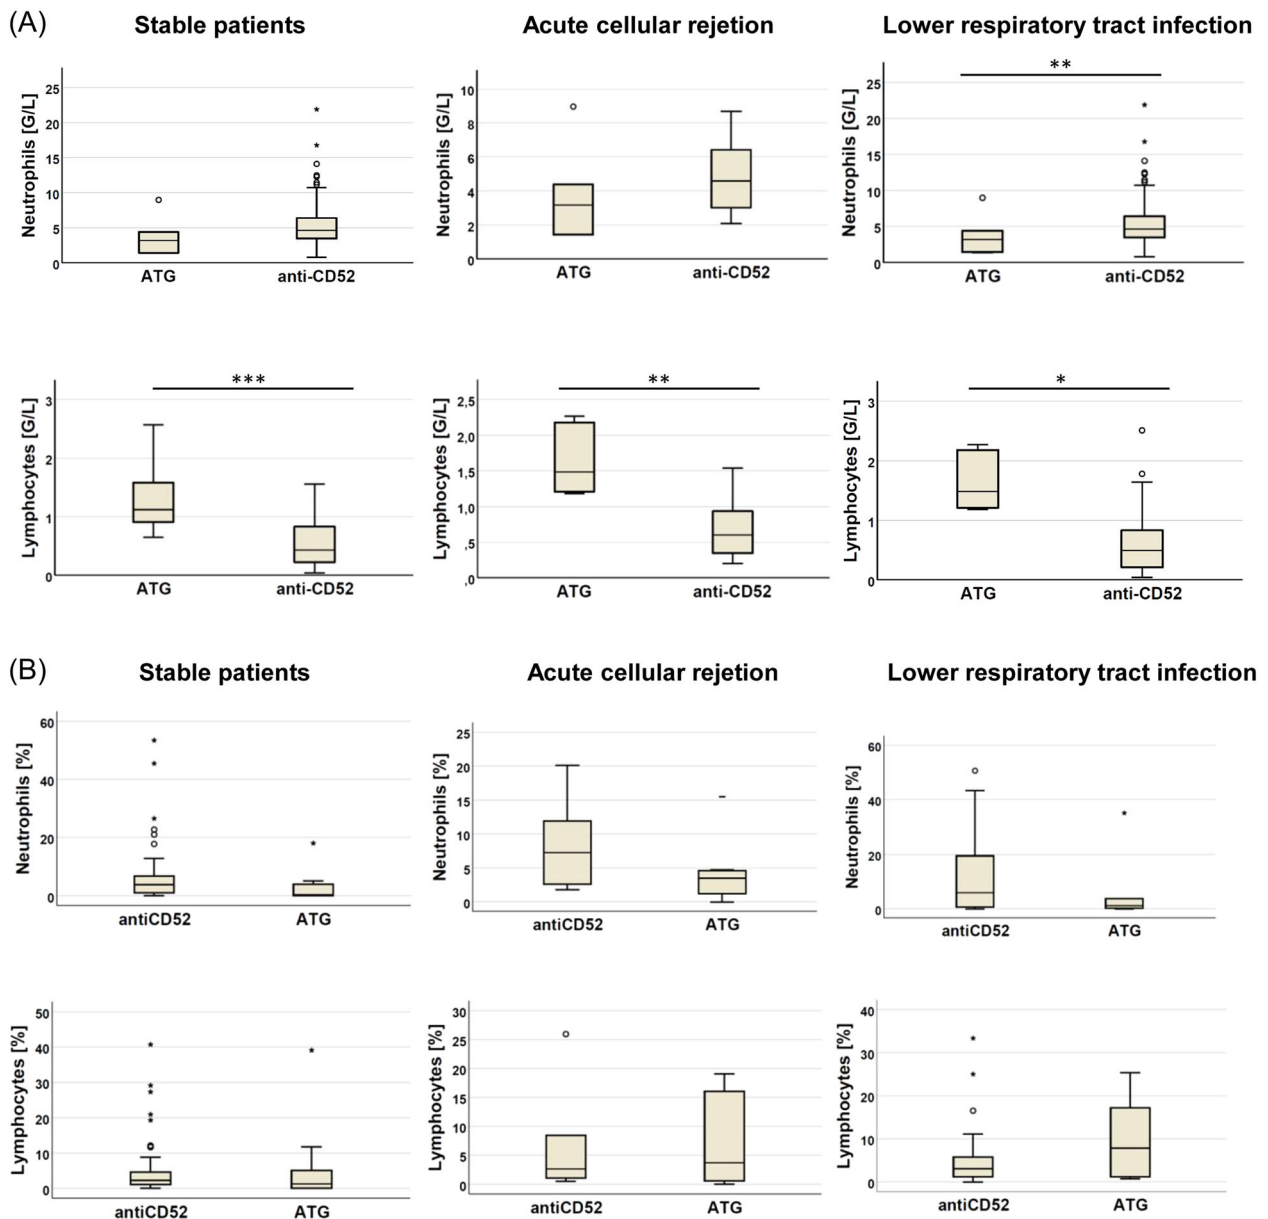 (A)
Stable patients
Acute cellular rejetion
Lower respiratory tract infection
Neutrophils [G/L]
25
20
15
10
5
0
ATG
anti-CD52
Neutrophils [G/L]
10
8
6
4
2
0
ATG
anti-CD52
**
Neutrophils [G/L]
25
20
15
10
5
0
ATG
anti-CD52
***
Lymphocytes [G/L]
3
2
1
0
ATG
anti-CD52
**
Lymphocytes [G/L]
2,5
2,0
1,5
1,0
,5
,0
ATG
anti-CD52
*
Lymphocytes [G/L]
3
2
1
0
ATG
anti-CD52
(B)
Stable patients
Acute cellular rejetion
Lower respiratory tract infection
Neutrophils [%]
60
40
20
0
antiCD52
ATG
Neutrophils [%]
25
20
15
10
5
0
antiCD52
ATG
Neutrophils [%]
60
40
20
0
antiCD52
ATG
Lymphocytes [%]
50
40
30
20
10
0
antiCD52
ATG
Lymphocytes [%]
30
25
20
15
10
5
0
antiCD52
ATG
Lymphocytes [%]
40
30
20
10
0
antiCD52
ATG